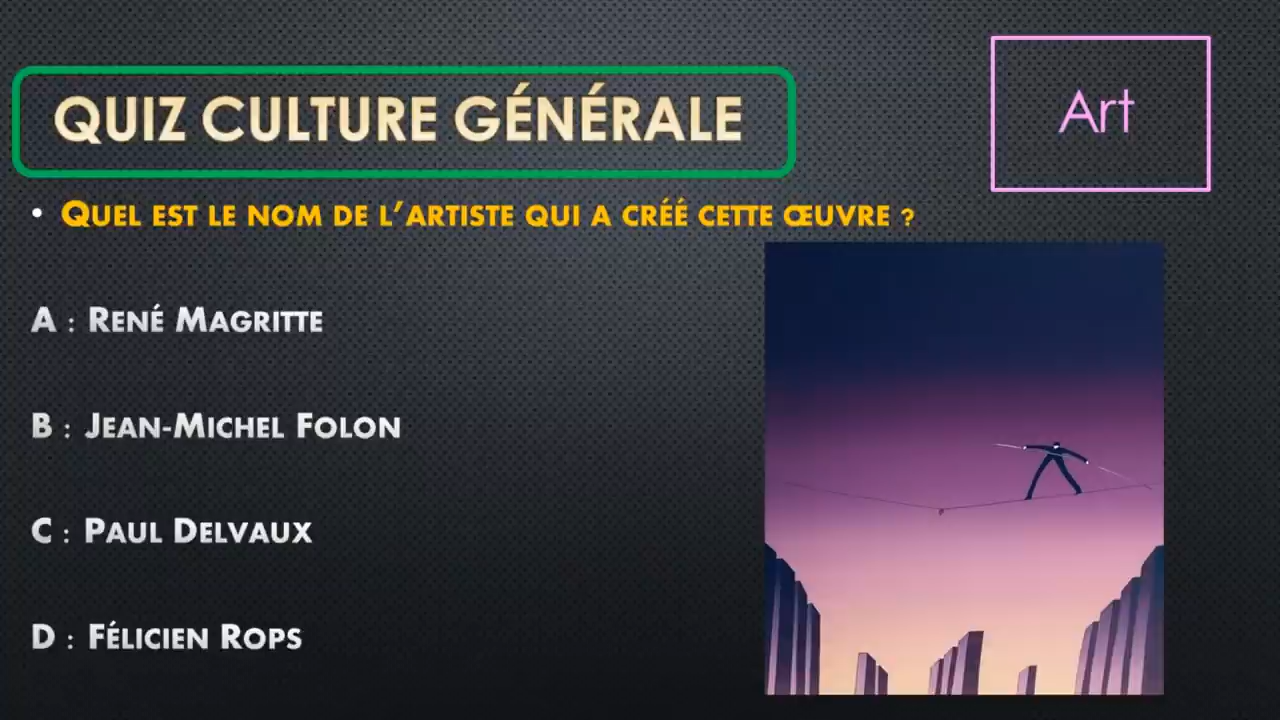 QUIZ CULTURE GÉNÉRALE
Art
• QUEL EST LE NOM DE L’ARTISTE QUI A CRÉÉ CETTE ŒUVRE ?
A : RENÉ MAGRITTE
B : JEAN-MICHEL FOLON
C : PAUL DELVAUX
D : FÉLICIEN ROPS